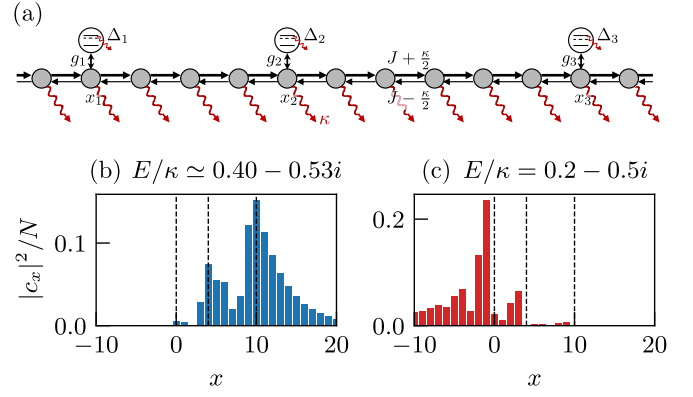 (a)
Δ₁ Δ₂ Δ₃
g₁ g₂ J + κ/2 g₃
x₁ x₂ J − κ/2 x₃
κ
(b) E/κ ≃ 0.40 − 0.53i (c) E/κ = 0.2 − 0.5i
|cₓ|²/N
0.1
0.0
−10 0 10 20
x
0.2
0.0
−10 0 10 20
x